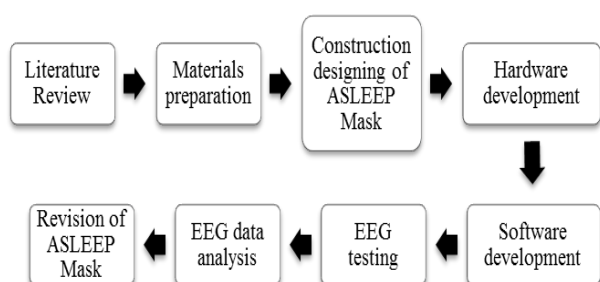 Literature
Review
Materials
preparation
Construction
designing of
ASLEEP
Mask
Hardware
development
Software
development
EEG
testing
EEG data
analysis
Revision of
ASLEEP
Mask